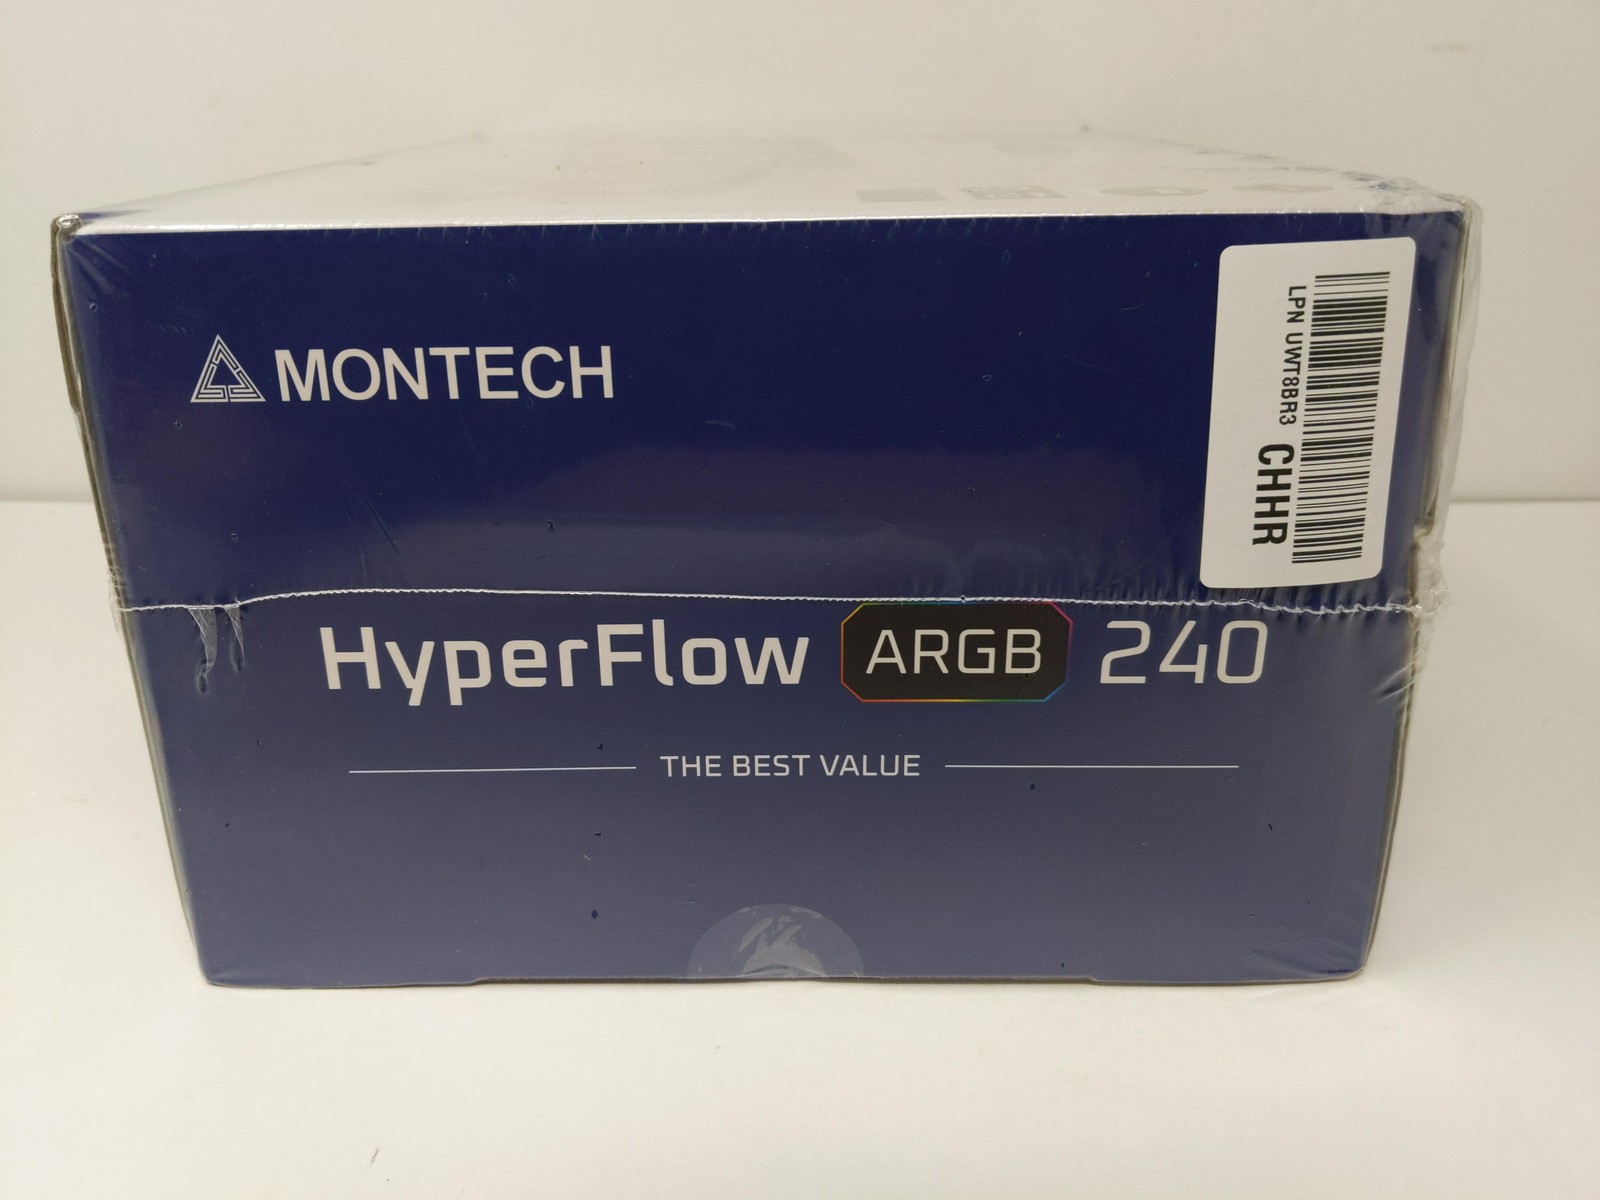 MONTECH
LPN UWT8BR3
CHHR
HyperFlow ARGB 240
THE BEST VALUE